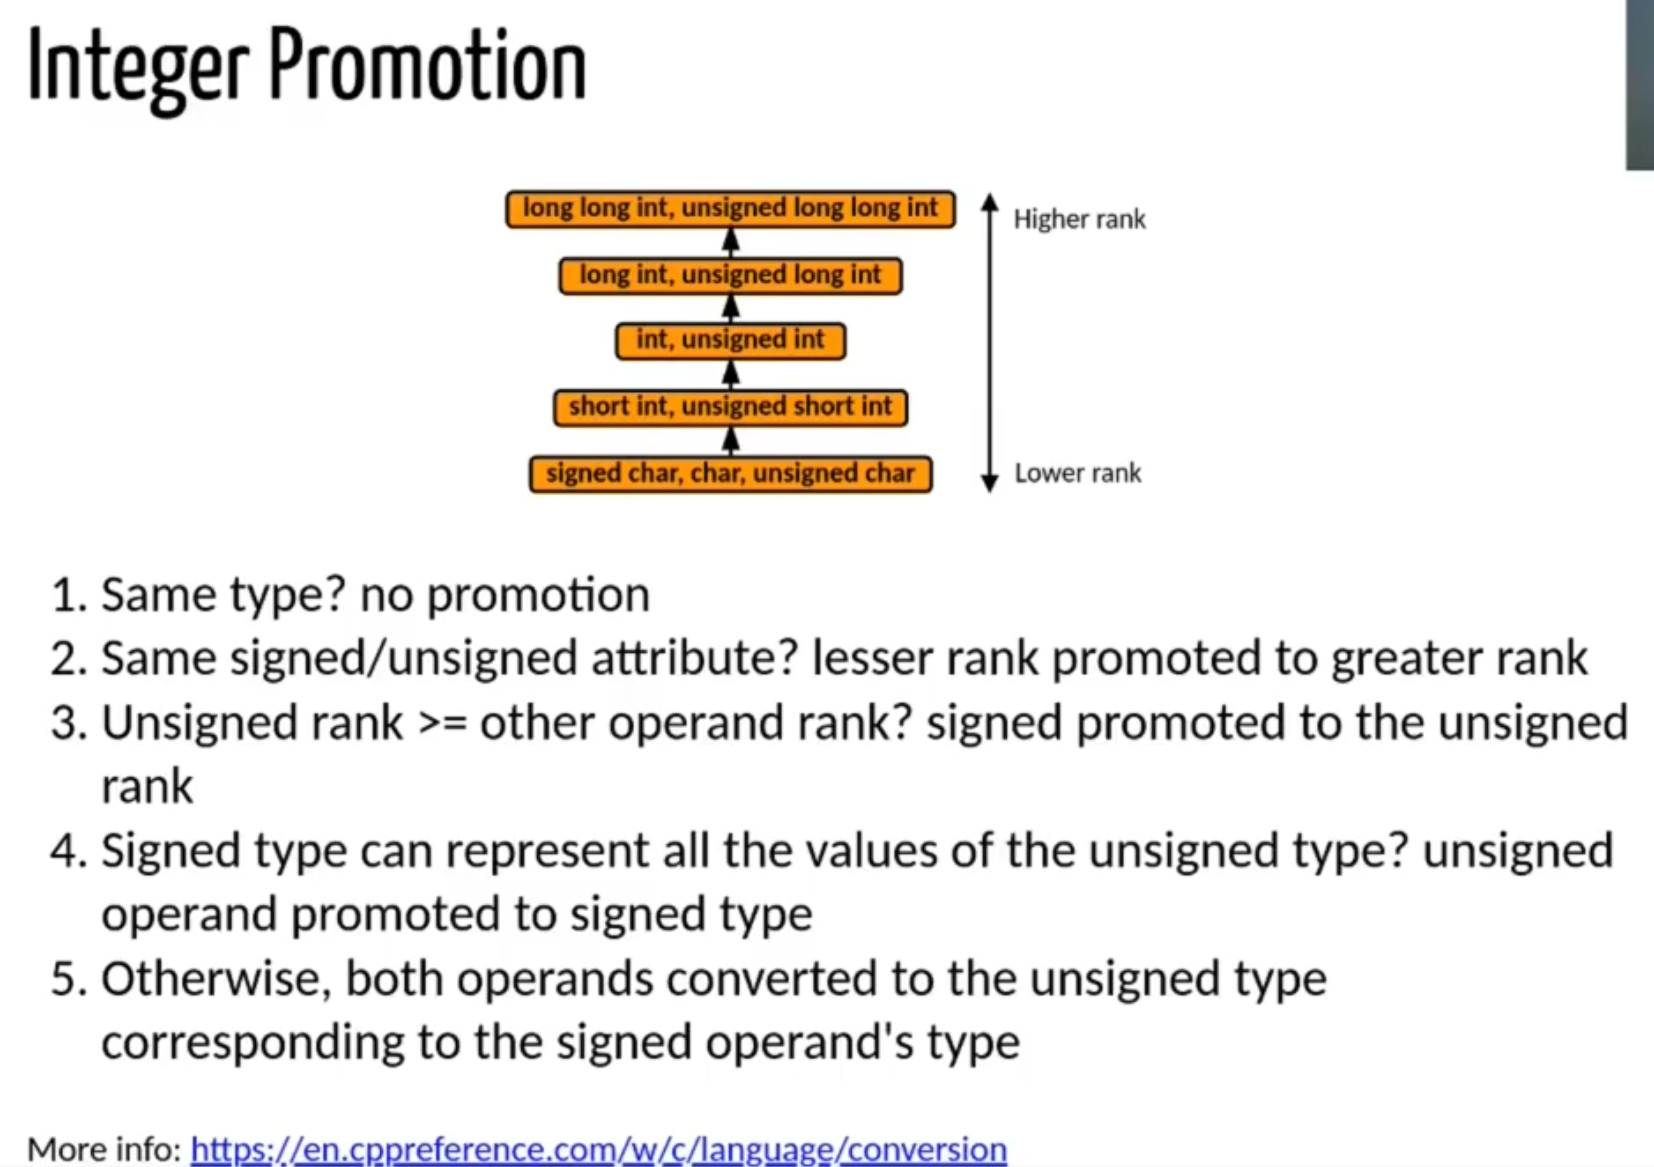 Integer Promotion
long long int, unsigned long long int
Higher rank
long int, unsigned long int
int, unsigned int
short int, unsigned short int
signed char, char, unsigned char
Lower rank
1. Same type? no promotion
2. Same signed/unsigned attribute? lesser rank promoted to greater rank
3. Unsigned rank >= other operand rank? signed promoted to the unsigned
rank
4. Signed type can represent all the values of the unsigned type? unsigned
operand promoted to signed type
5. Otherwise, both operands converted to the unsigned type
corresponding to the signed operand's type
More info: https://en.cppreference.com/w/c/language/conversion